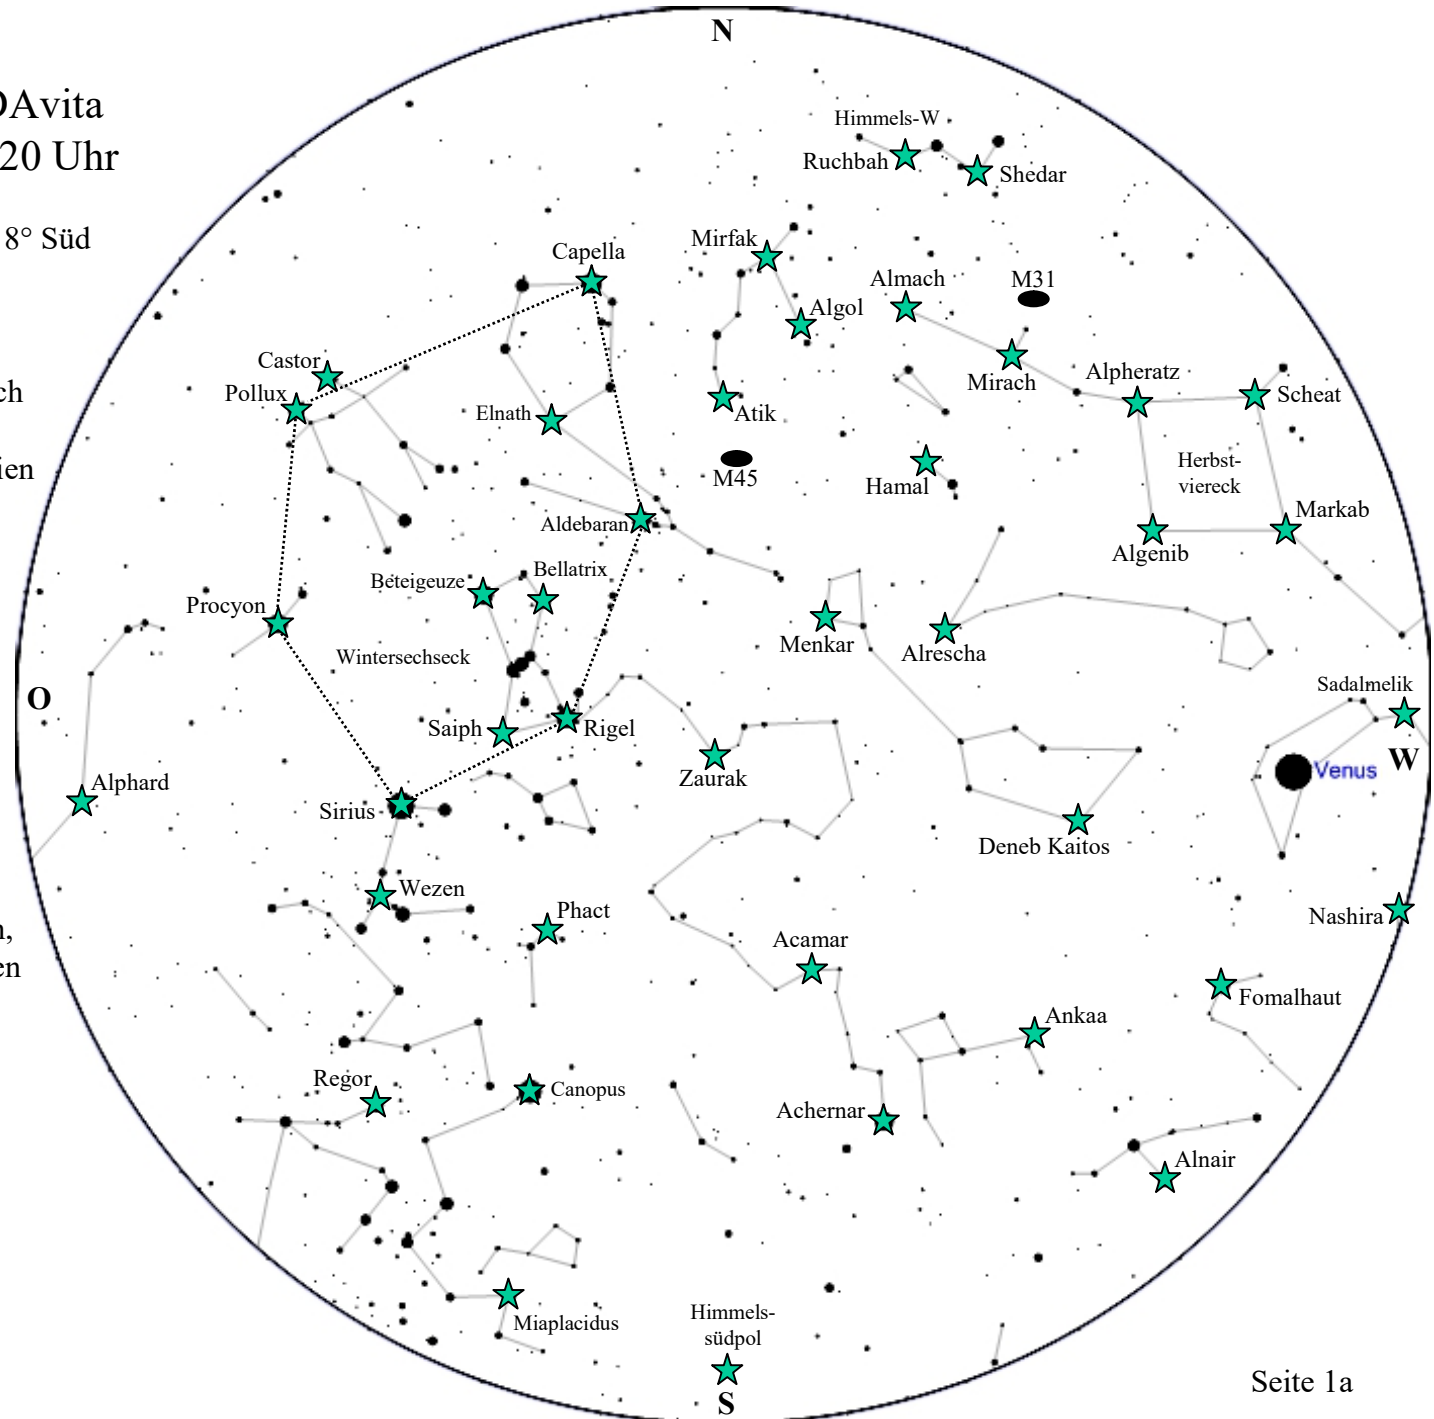 N
DAvita
20 Uhr
8° Süd
Himmels-W
Ruchbah
Shedar
Capella
Mirfak
Almach
M31
Algol
Castor
Pollux
Mirach
Alpheratz
Scheat
ch
Elnath
Atik
ien
M45
Hamal
Herbst-
viereck
Markab
Aldebaran
Algenib
Beteigeuze
Bellatrix
Procyon
Menkar
Alrescha
Wintersechseck
O
Sadalmelik
Saiph
Rigel
Zaurak
Venus
W
Alphard
Sirius
Deneb Kaitos
Wezen
Phact
Nashira
n,
en
Acamar
Fomalhaut
Ankaa
Regor
Canopus
Achernar
Alnair
Miaplacidus
Himmels-
südpol
S
Seite 1a